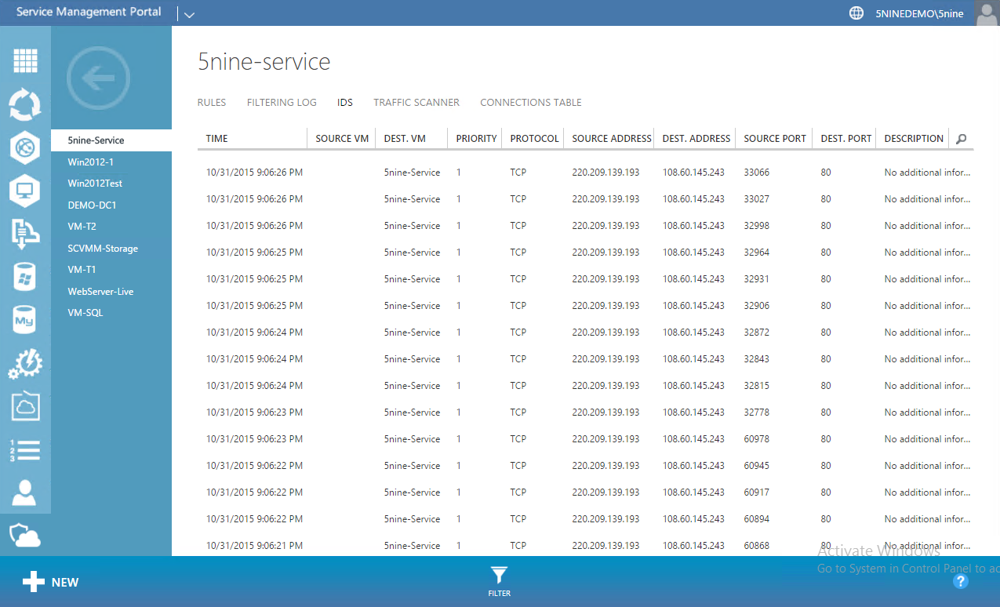 Service Management Portal
5NINEDEMO\5nine
5nine-Service
Win2012-1
Win2012Test
DEMO-DC1
VM-T2
SCVMM-Storage
VM-T1
WebServer-Live
VM-SQL
My
1
2
3
5nine-service
RULES FILTERING LOG IDS TRAFFIC SCANNER CONNECTIONS TABLE
TIME SOURCE VM DEST. VM PRIORITY PROTOCOL SOURCE ADDRESS DEST. ADDRESS SOURCE PORT DEST. PORT DESCRIPTION
10/31/2015 9:06:26 PM 5nine-Service 1 TCP 220.209.139.193 108.60.145.243 33066 80 No additional infor...
10/31/2015 9:06:26 PM 5nine-Service 1 TCP 220.209.139.193 108.60.145.243 33027 80 No additional infor...
10/31/2015 9:06:26 PM 5nine-Service 1 TCP 220.209.139.193 108.60.145.243 32998 80 No additional infor...
10/31/2015 9:06:25 PM 5nine-Service 1 TCP 220.209.139.193 108.60.145.243 32964 80 No additional infor...
10/31/2015 9:06:25 PM 5nine-Service 1 TCP 220.209.139.193 108.60.145.243 32931 80 No additional infor...
10/31/2015 9:06:25 PM 5nine-Service 1 TCP 220.209.139.193 108.60.145.243 32906 80 No additional infor...
10/31/2015 9:06:24 PM 5nine-Service 1 TCP 220.209.139.193 108.60.145.243 32872 80 No additional infor...
10/31/2015 9:06:24 PM 5nine-Service 1 TCP 220.209.139.193 108.60.145.243 32843 80 No additional infor...
10/31/2015 9:06:24 PM 5nine-Service 1 TCP 220.209.139.193 108.60.145.243 32815 80 No additional infor...
10/31/2015 9:06:23 PM 5nine-Service 1 TCP 220.209.139.193 108.60.145.243 32778 80 No additional infor...
10/31/2015 9:06:23 PM 5nine-Service 1 TCP 220.209.139.193 108.60.145.243 60978 80 No additional infor...
10/31/2015 9:06:22 PM 5nine-Service 1 TCP 220.209.139.193 108.60.145.243 60945 80 No additional infor...
10/31/2015 9:06:22 PM 5nine-Service 1 TCP 220.209.139.193 108.60.145.243 60917 80 No additional infor...
10/31/2015 9:06:22 PM 5nine-Service 1 TCP 220.209.139.193 108.60.145.243 60894 80 No additional infor...
10/31/2015 9:06:21 PM 5nine-Service 1 TCP 220.209.139.193 108.60.145.243 60868 80 No additional infor...
Activate Windows
Go to System in Control Panel to ac
NEW
FILTER
?